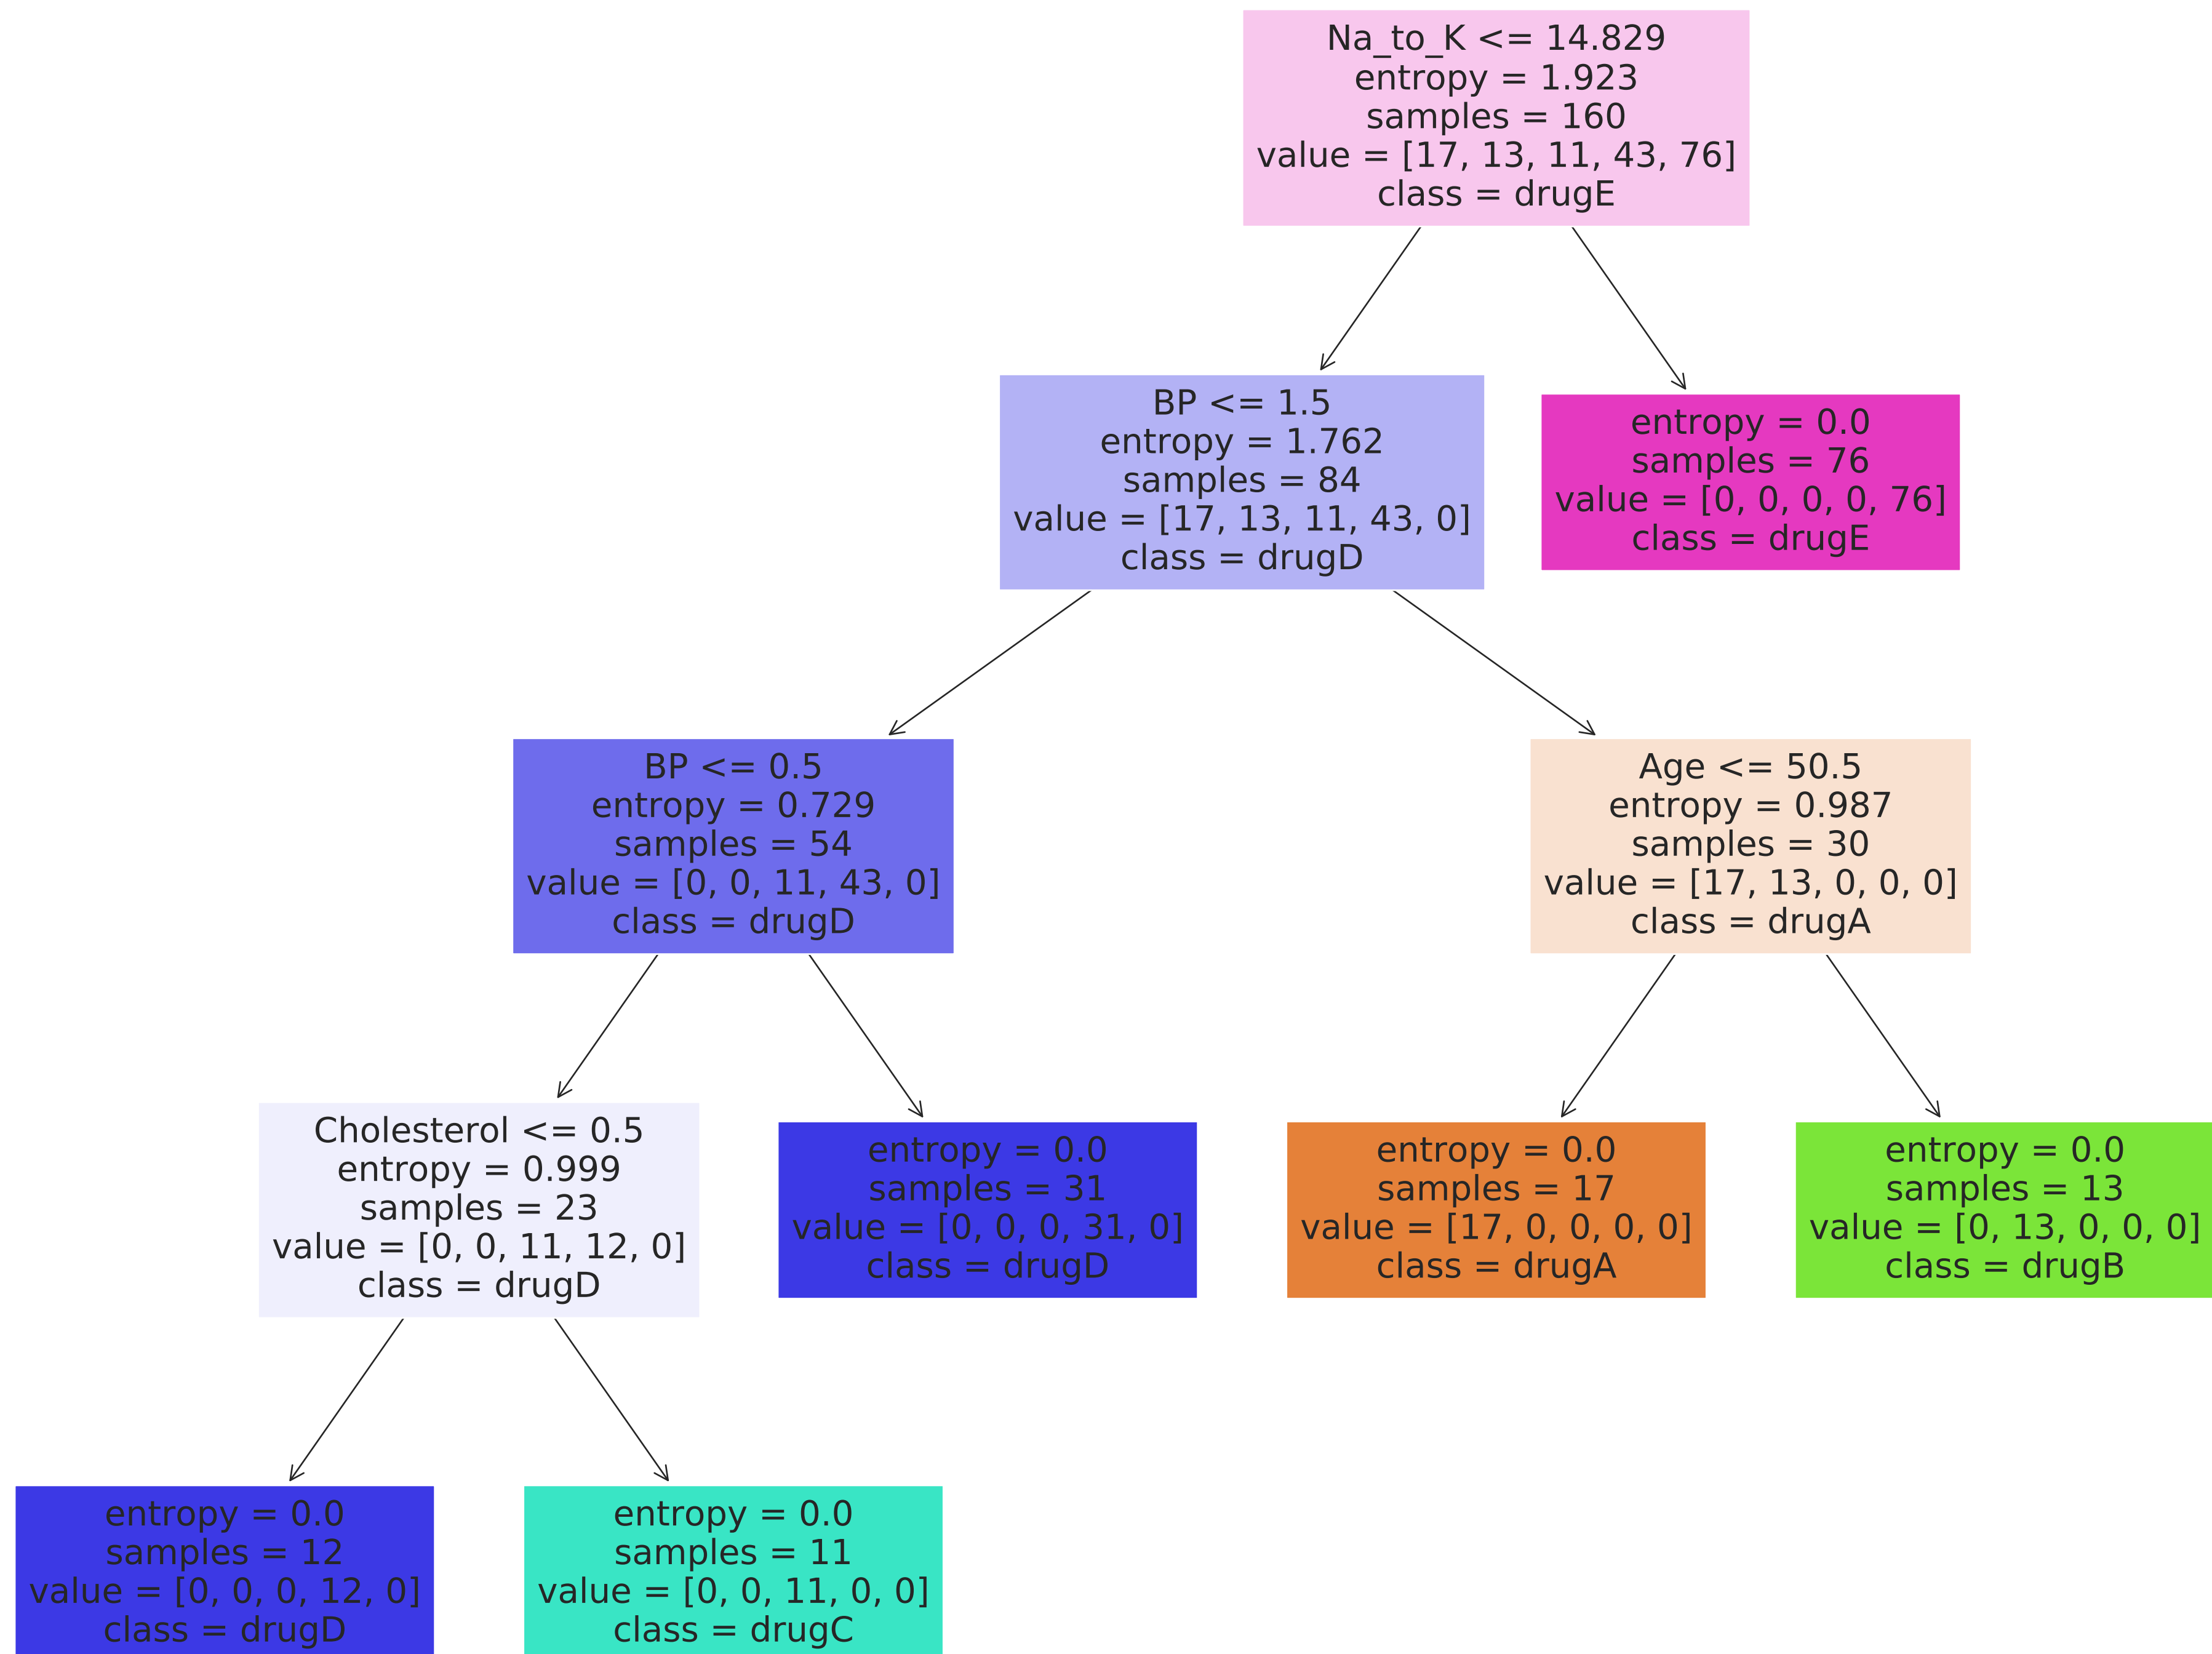 Na_to_K <= 14.829
entropy = 1.923
samples = 160
value = [17, 13, 11, 43, 76]
class = drugE
BP <= 1.5
entropy = 1.762
samples = 84
value = [17, 13, 11, 43, 0]
class = drugD
entropy = 0.0
samples = 76
value = [0, 0, 0, 0, 76]
class = drugE
BP <= 0.5
entropy = 0.729
samples = 54
value = [0, 0, 11, 43, 0]
class = drugD
Age <= 50.5
entropy = 0.987
samples = 30
value = [17, 13, 0, 0, 0]
class = drugA
Cholesterol <= 0.5
entropy = 0.999
samples = 23
value = [0, 0, 11, 12, 0]
class = drugD
entropy = 0.0
samples = 31
value = [0, 0, 0, 31, 0]
class = drugD
entropy = 0.0
samples = 17
value = [17, 0, 0, 0, 0]
class = drugA
entropy = 0.0
samples = 13
value = [0, 13, 0, 0, 0]
class = drugB
entropy = 0.0
samples = 12
value = [0, 0, 0, 12, 0]
class = drugD
entropy = 0.0
samples = 11
value = [0, 0, 11, 0, 0]
class = drugC